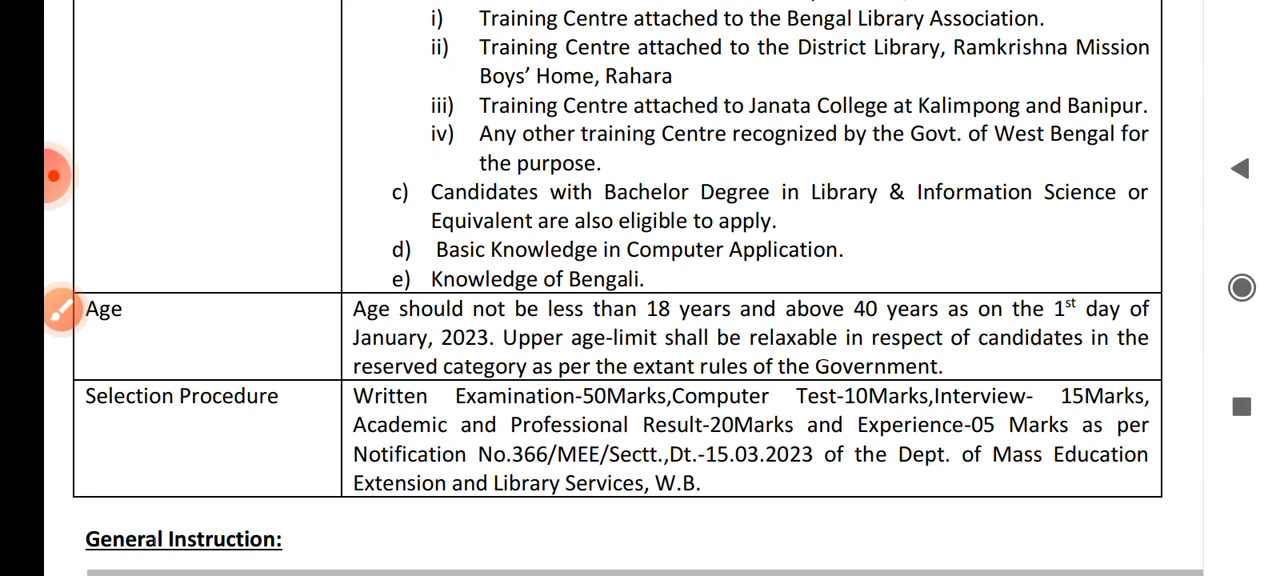 i) Training Centre attached to the Bengal Library Association.
ii) Training Centre attached to the District Library, Ramkrishna Mission
Boys’ Home, Rahara
iii) Training Centre attached to Janata College at Kalimpong and Banipur.
iv) Any other training Centre recognized by the Govt. of West Bengal for
the purpose.
c) Candidates with Bachelor Degree in Library & Information Science or
Equivalent are also eligible to apply.
d) Basic Knowledge in Computer Application.
e) Knowledge of Bengali.
Age
Age should not be less than 18 years and above 40 years as on the 1st day of
January, 2023. Upper age-limit shall be relaxable in respect of candidates in the
reserved category as per the extant rules of the Government.
Selection Procedure
Written Examination-50Marks,Computer Test-10Marks,Interview- 15Marks,
Academic and Professional Result-20Marks and Experience-05 Marks as per
Notification No.366/MEE/Sectt.,Dt.-15.03.2023 of the Dept. of Mass Education
Extension and Library Services, W.B.
General Instruction: